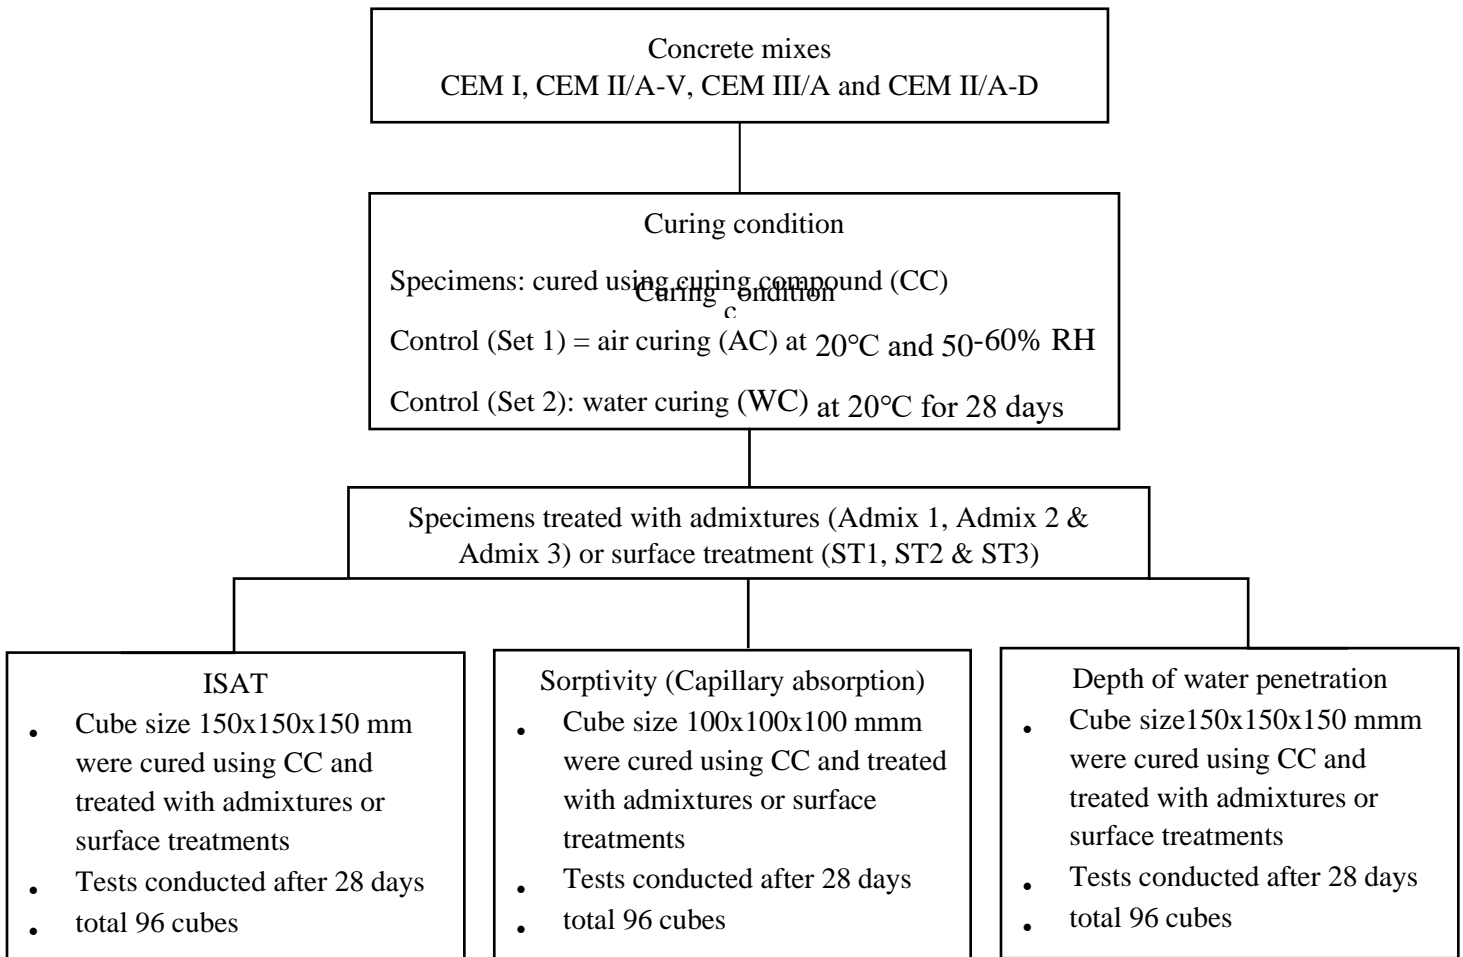 Concrete mixes
CEM I, CEM II/A-V, CEM III/A and CEM II/A-D
Curing condition
Specimens: cured using curing compound (CC)
Curing condition
Control (Set 1) = air curing (AC) at 20°C and 50-60% RH
Control (Set 2): water curing (WC) at 20°C for 28 days
Specimens treated with admixtures (Admix 1, Admix 2 &
Admix 3) or surface treatment (ST1, ST2 & ST3)
ISAT
• Cube size 150x150x150 mm
were cured using CC and
treated with admixtures or
surface treatments
• Tests conducted after 28 days
• total 96 cubes
Sorptivity (Capillary absorption)
• Cube size 100x100x100 mmm
were cured using CC and treated
with admixtures or surface
treatments
• Tests conducted after 28 days
• total 96 cubes
Depth of water penetration
• Cube size150x150x150 mmm
were cured using CC and
treated with admixtures or
surface treatments
• Tests conducted after 28 days
• total 96 cubes